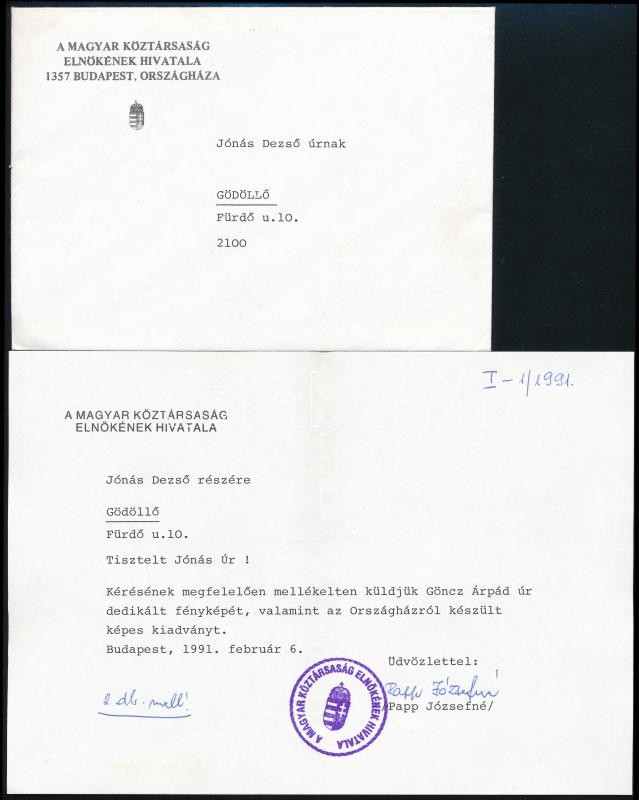 A MAGYAR KÖZTÁRSASÁG
ELNÖKÉNEK HIVATALA
1357 BUDAPEST, ORSZÁGHÁZA
Jónás Dezső úrnak
GÖDÖLLŐ
Fürdő u.10.
2100
I-1/1991.
A MAGYAR KÖZTÁRSASÁG
ELNÖKÉNEK HIVATALA
Jónás Dezső részére
Gödöllő
Fürdő u.10.
Tisztelt Jónás Úr !
Kérésének megfelelően mellékelten küldjük Göncz Árpád úr
dedikált fényképét, valamint az Országházról készült
képes kiadványt.
Budapest, 1991. február 6.
Üdvözlettel:
Papp Józsefné
/Papp Józsefné/
2 db. mell.
A MAGYAR KÖZTÁRSASÁG ELNÖKÉNEK HIVATALA